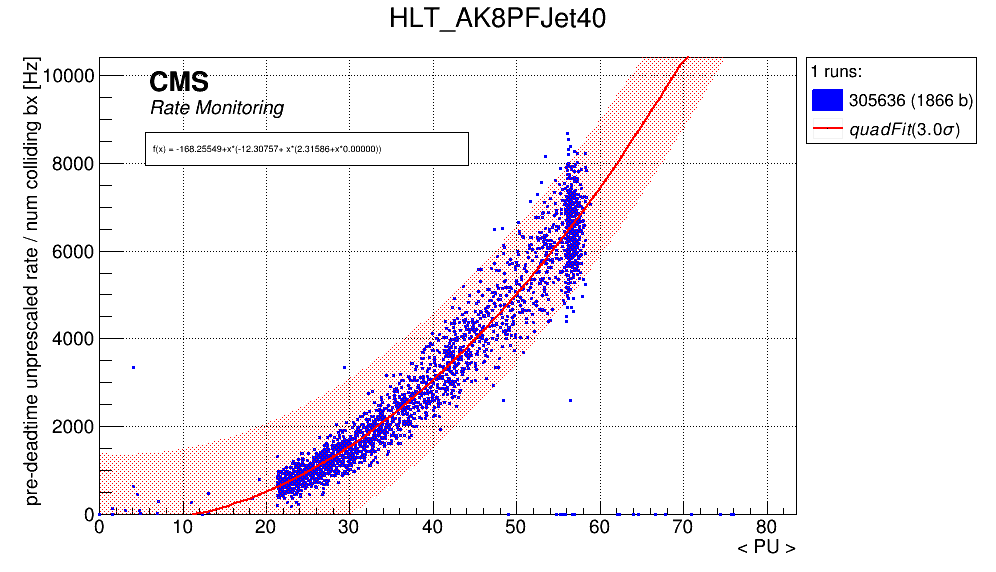 HLT_AK8PFJet40
pre-deadtime unprescaled rate / num colliding bx [Hz]
10000
8000
6000
4000
2000
0
CMS
Rate Monitoring
f(x) = -168.25549+x*(-12.30757+ x*(2.31586+x*0.00000))
1 runs:
305636 (1866 b)
quadFit(3.0σ)
0 10 20 30 40 50 60 70 80
< PU >